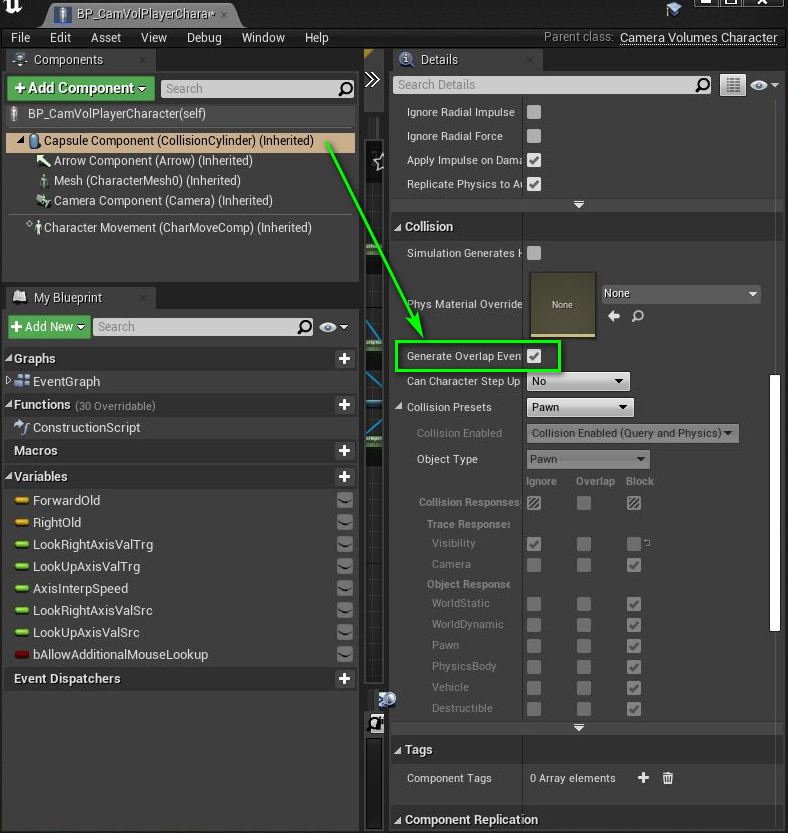 BP_CamVolPlayerCharac*
File Edit Asset View Debug Window Help
Parent class: Camera Volumes Character
Components
+Add Component
Search
BP_CamVolPlayerCharacter(self)
Capsule Component (CollisionCylinder) (Inherited)
Arrow Component (Arrow) (Inherited)
Mesh (CharacterMesh0) (Inherited)
Camera Component (Camera) (Inherited)
Character Movement (CharMoveComp) (Inherited)
My Blueprint
+Add New
Search
Graphs
EventGraph
Functions (30 Overridable)
ConstructionScript
Macros
Variables
ForwardOld
RightOld
LookRightAxisValTrg
LookUpAxisValTrg
AxisInterpSpeed
LookRightAxisValSrc
LookUpAxisValSrc
bAllowAdditionalMouseLookup
Event Dispatchers
Details
Search Details
Ignore Radial Impulse
Ignore Radial Force
Apply Impulse on Dama
Replicate Physics to Au
Collision
Simulation Generates H
Phys Material Override
None
None
Generate Overlap Even
Can Character Step Up
No
Collision Presets
Pawn
Collision Enabled
Collision Enabled (Query and Physics)
Object Type
Pawn
Ignore Overlap Block
Collision Responses
Trace Responses
Visibility
Camera
Object Response
WorldStatic
WorldDynamic
Pawn
PhysicsBody
Vehicle
Destructible
Tags
Component Tags
0 Array elements
Component Replication